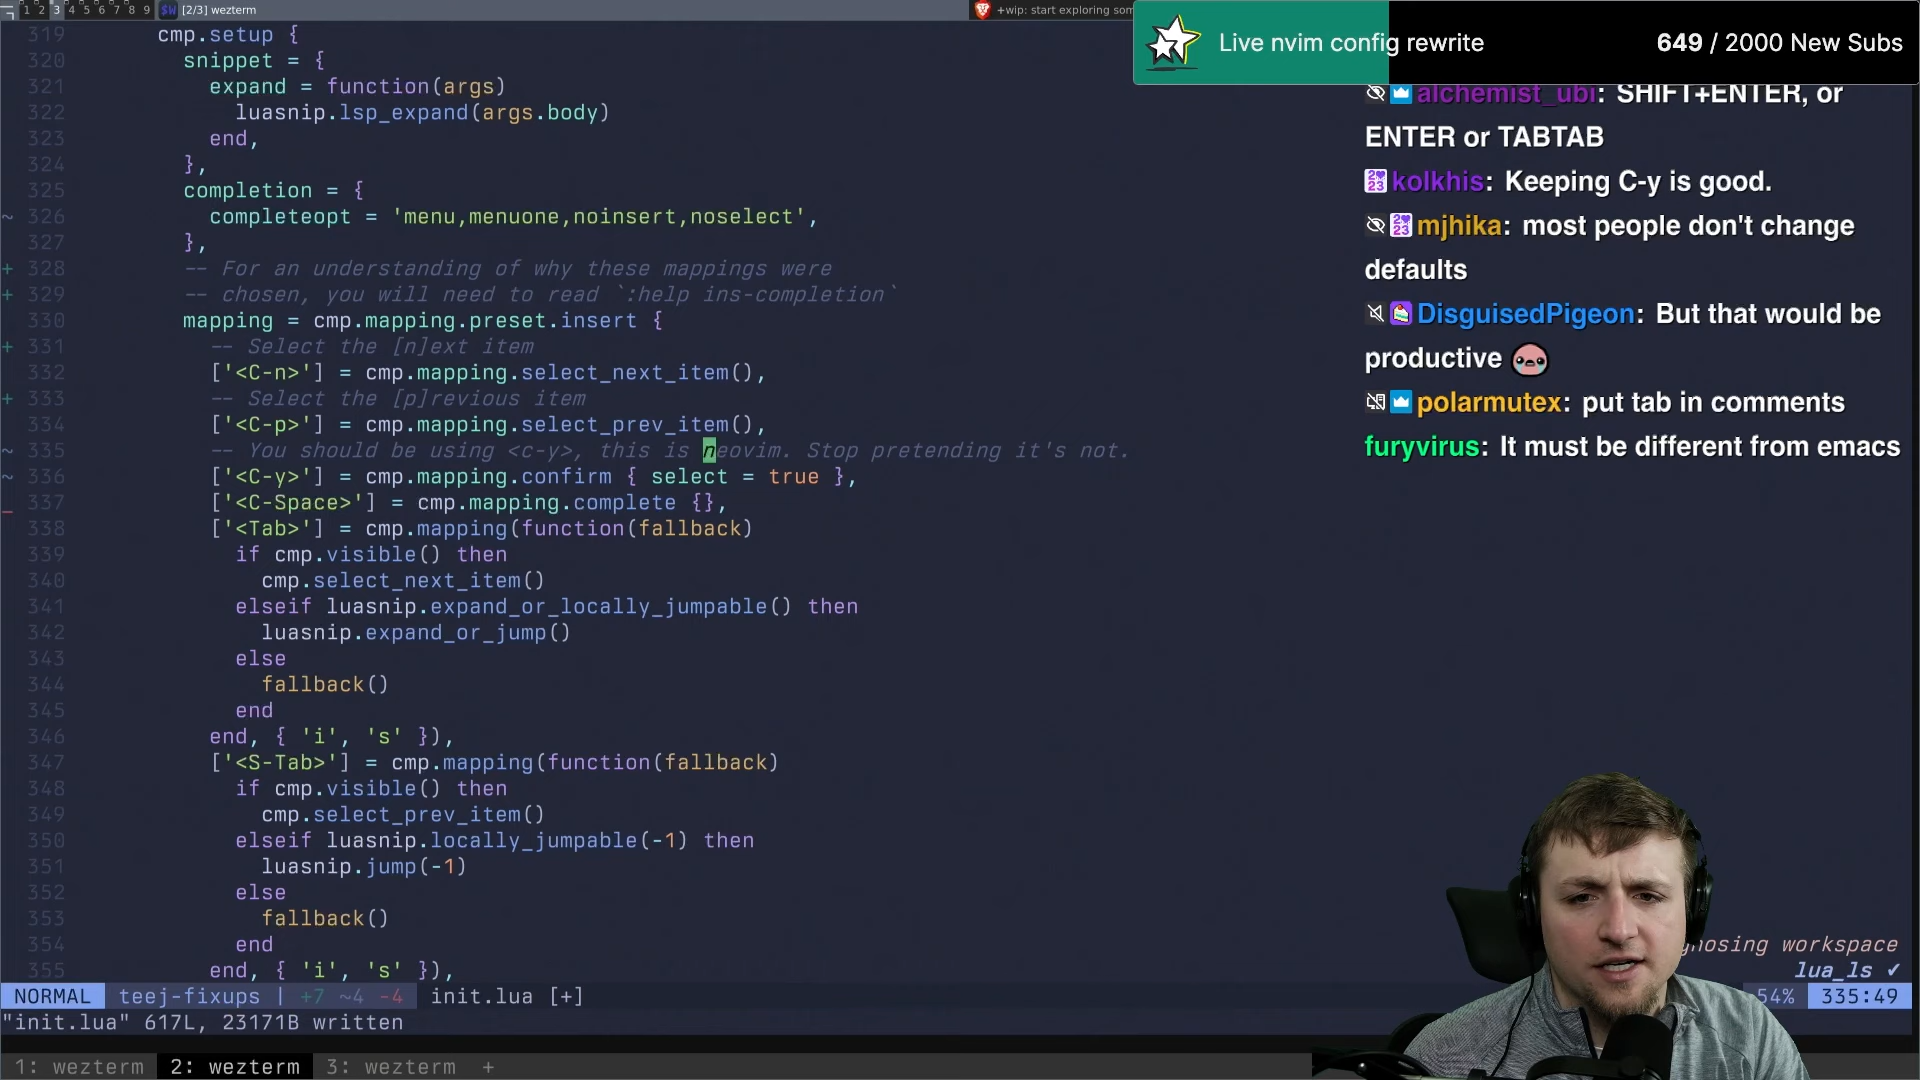 1 2 3 4 5 6 7 8 9 $W [2/3] wezterm
+wip: start exploring som
Live nvim config rewrite 649 / 2000 New Subs
319 cmp.setup {
320 snippet = {
321 expand = function(args)
322 luasnip.lsp_expand(args.body)
323 end,
324 },
325 completion = {
~ 326 completeopt = 'menu,menuone,noinsert,noselect',
327 },
+ 328 -- For an understanding of why these mappings were
+ 329 -- chosen, you will need to read `:help ins-completion`
330 mapping = cmp.mapping.preset.insert {
+ 331 -- Select the [n]ext item
332 ['<C-n>'] = cmp.mapping.select_next_item(),
+ 333 -- Select the [p]revious item
334 ['<C-p>'] = cmp.mapping.select_prev_item(),
~ 335 -- You should be using <c-y>, this is neovim. Stop pretending it's not.
~ 336 ['<C-y>'] = cmp.mapping.confirm { select = true },
_ 337 ['<C-Space>'] = cmp.mapping.complete {},
338 ['<Tab>'] = cmp.mapping(function(fallback)
339 if cmp.visible() then
340 cmp.select_next_item()
341 elseif luasnip.expand_or_locally_jumpable() then
342 luasnip.expand_or_jump()
343 else
344 fallback()
345 end
346 end, { 'i', 's' }),
347 ['<S-Tab>'] = cmp.mapping(function(fallback)
348 if cmp.visible() then
349 cmp.select_prev_item()
350 elseif luasnip.locally_jumpable(-1) then
351 luasnip.jump(-1)
352 else
353 fallback()
354 end
355 end, { 'i', 's' }),
alchemist_ubi: SHIFT+ENTER, or
ENTER or TABTAB
kolkhis: Keeping C-y is good.
mjhika: most people don't change
defaults
DisguisedPigeon: But that would be
productive
polarmutex: put tab in comments
furyvirus: It must be different from emacs
gnosing workspace
lua_ls ✓
NORMAL teej-fixups | +7 ~4 -4 init.lua [+] 54% 335:49
"init.lua" 617L, 23171B written
1: wezterm 2: wezterm 3: wezterm +